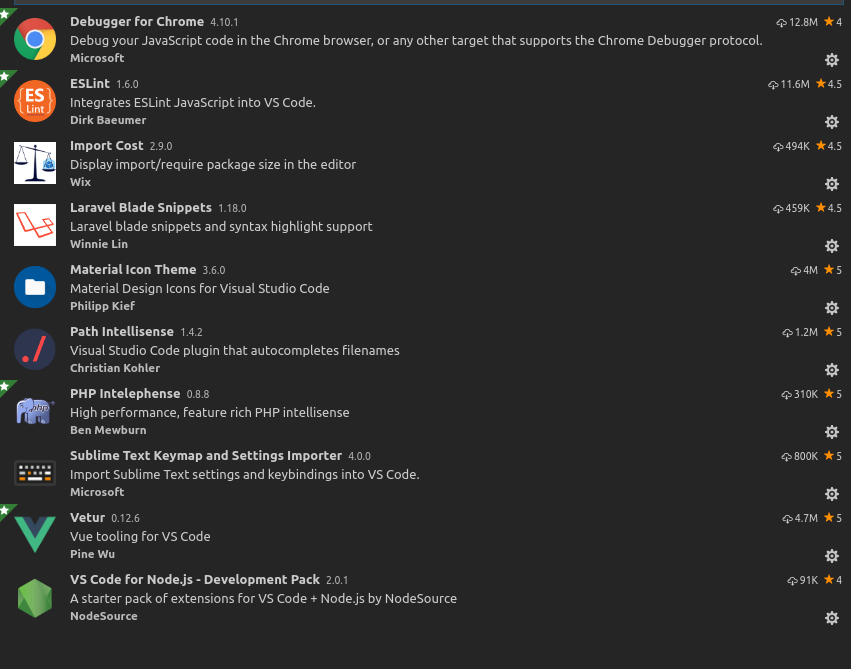 Debugger for Chrome 4.10.1 12.8M 4
Debug your JavaScript code in the Chrome browser, or any other target that supports the Chrome Debugger protocol.
Microsoft
ES
Lint
ESLint 1.6.0 11.6M 4.5
Integrates ESLint JavaScript into VS Code.
Dirk Baeumer
Import Cost 2.9.0 494K 4.5
Display import/require package size in the editor
Wix
Laravel Blade Snippets 1.18.0 459K 4.5
Laravel blade snippets and syntax highlight support
Winnie Lin
Material Icon Theme 3.6.0 4M 5
Material Design Icons for Visual Studio Code
Philipp Kief
./
Path Intellisense 1.4.2 1.2M 5
Visual Studio Code plugin that autocompletes filenames
Christian Kohler
php
PHP Intelephense 0.8.8 310K 5
High performance, feature rich PHP intellisense
Ben Mewburn
Sublime Text Keymap and Settings Importer 4.0.0 800K 5
Import Sublime Text settings and keybindings into VS Code.
Microsoft
Vetur 0.12.6 4.7M 5
Vue tooling for VS Code
Pine Wu
VS Code for Node.js - Development Pack 2.0.1 91K 4
A starter pack of extensions for VS Code + Node.js by NodeSource
NodeSource